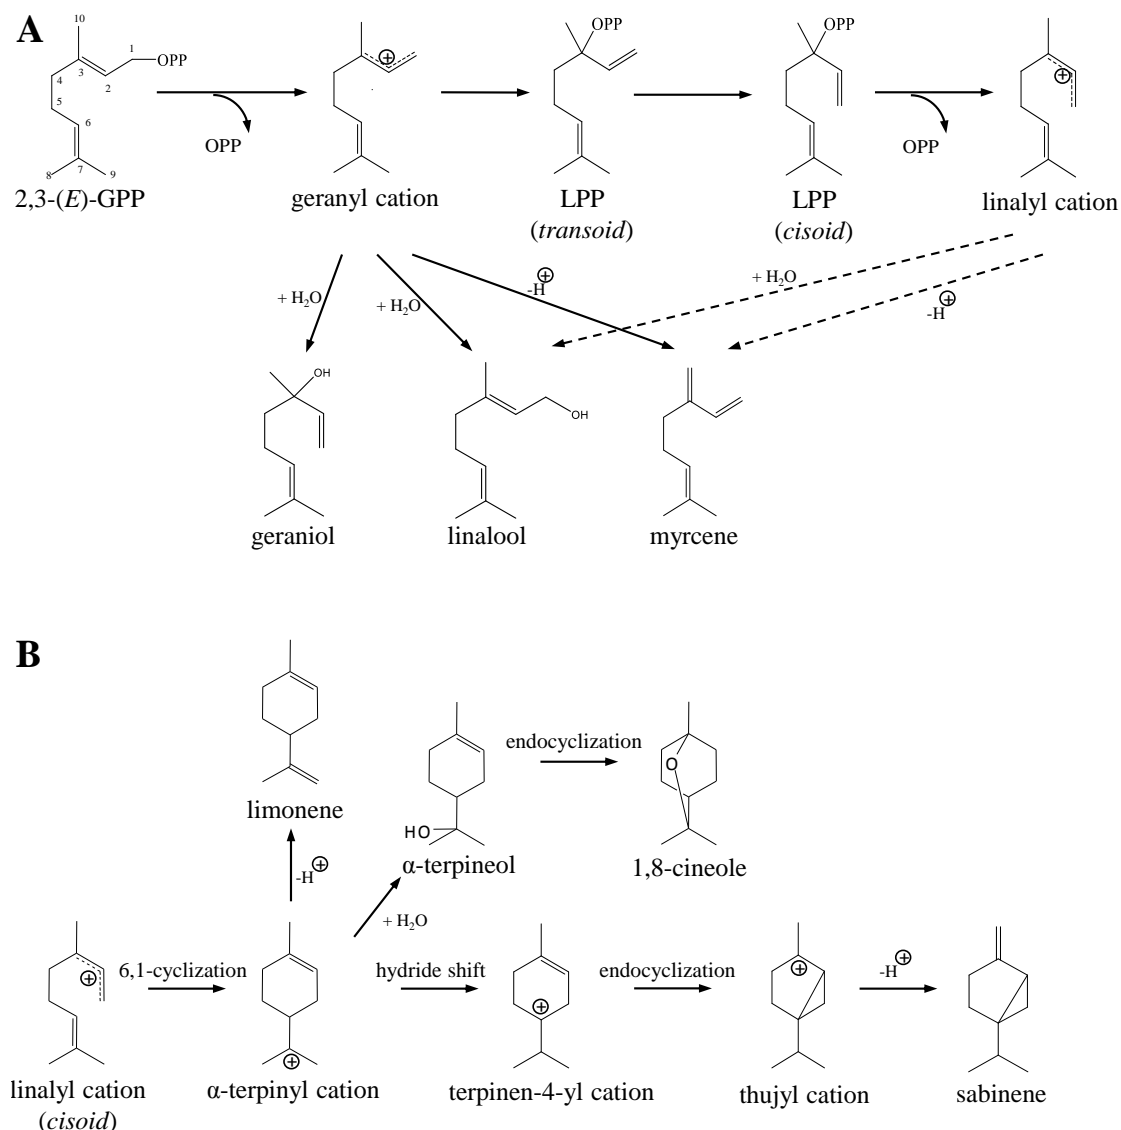 A
10
1
OPP
3
2
4
5
6
7
8
9
2,3-(E)-GPP
OPP
⊕
geranyl cation
OPP
LPP
(transoid)
OPP
LPP
(cisoid)
OPP
⊕
linalyl cation
+ H2O
+ H2O
-H⊕
+ H2O
-H⊕
OH
geraniol
OH
linalool
myrcene
B
limonene
-H⊕
HO
α-terpineol
+ H2O
endocyclization
O
1,8-cineole
⊕
linalyl cation
(cisoid)
6,1-cyclization
⊕
α-terpinyl cation
hydride shift
⊕
terpinen-4-yl cation
endocyclization
⊕
thujyl cation
-H⊕
sabinene